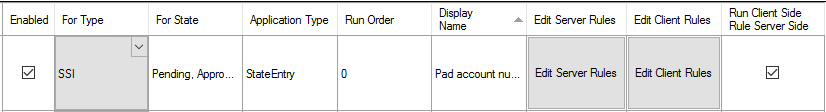 Enabled For Type For State Application Type Run Order Display Name Edit Server Rules Edit Client Rules Run Client Side Rule Server Side
SSI Pending, Appro... StateEntry 0 Pad account nu... Edit Server Rules Edit Client Rules